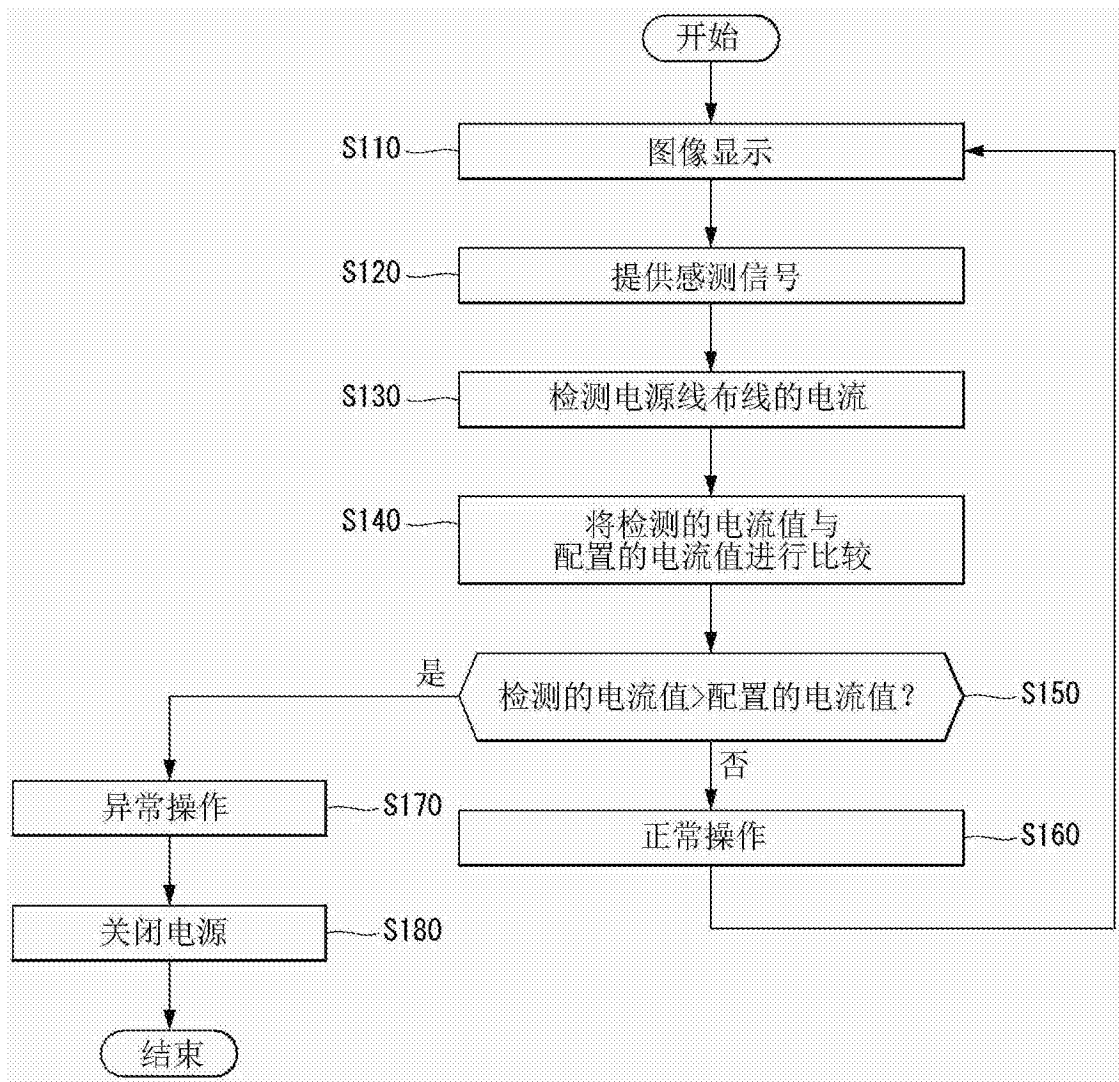 开始
S110
图像显示
S120
提供感测信号
S130
检测电源线布线的电流
S140
将检测的电流值与
配置的电流值进行比较
是
检测的电流值>配置的电流值?
S150
否
异常操作
S170
正常操作
S160
关闭电源
S180
结束